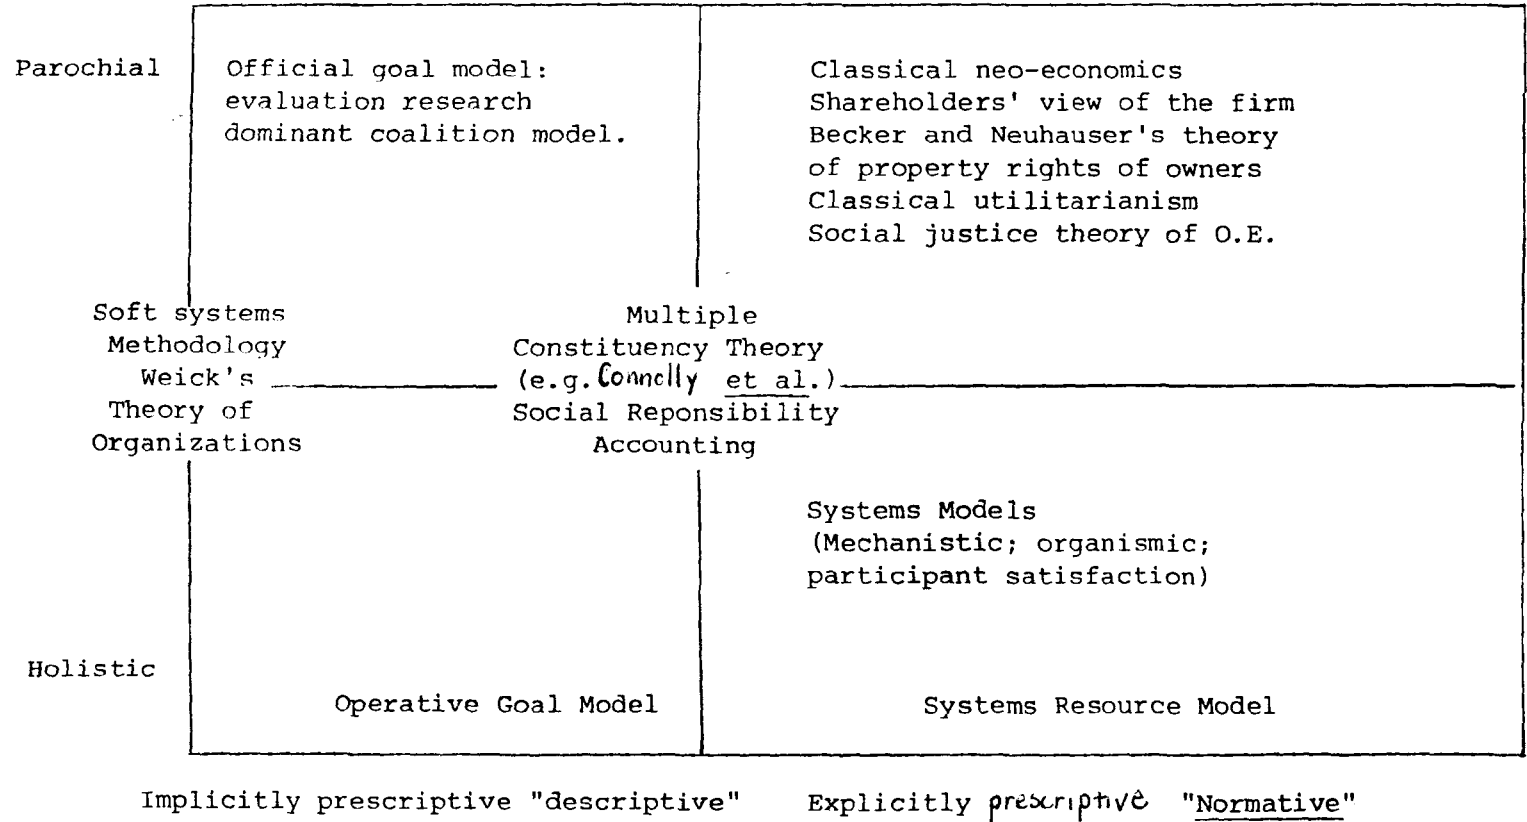 Parochial
Official goal model:
evaluation research
dominant coalition model.
Classical neo-economics
Shareholders' view of the firm
Becker and Neuhauser's theory
of property rights of owners
Classical utilitarianism
Social justice theory of O.E.
Soft systems
Methodology
Weick's
Theory of
Organizations
Multiple
Constituency Theory
(e.g. Connolly et al.)
Social Reponsibility
Accounting
Systems Models
(Mechanistic; organismic;
participant satisfaction)
Holistic
Operative Goal Model
Systems Resource Model
Implicitly prescriptive "descriptive"
Explicitly prescriptive "Normative"